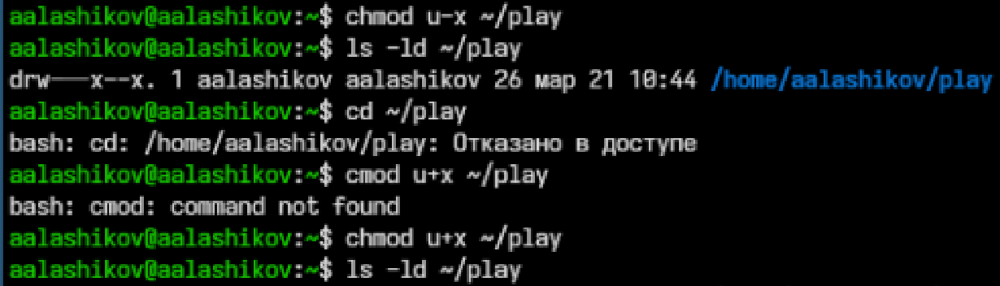 aalashikov@aalashikov:~$ chmod u-x ~/play
aalashikov@aalashikov:~$ ls -ld ~/play
drw---x--x. 1 aalashikov aalashikov 26 мар 21 10:44 /home/aalashikov/play
aalashikov@aalashikov:~$ cd ~/play
bash: cd: /home/aalashikov/play: Отказано в доступе
aalashikov@aalashikov:~$ cmod u+x ~/play
bash: cmod: command not found
aalashikov@aalashikov:~$ chmod u+x ~/play
aalashikov@aalashikov:~$ ls -ld ~/play